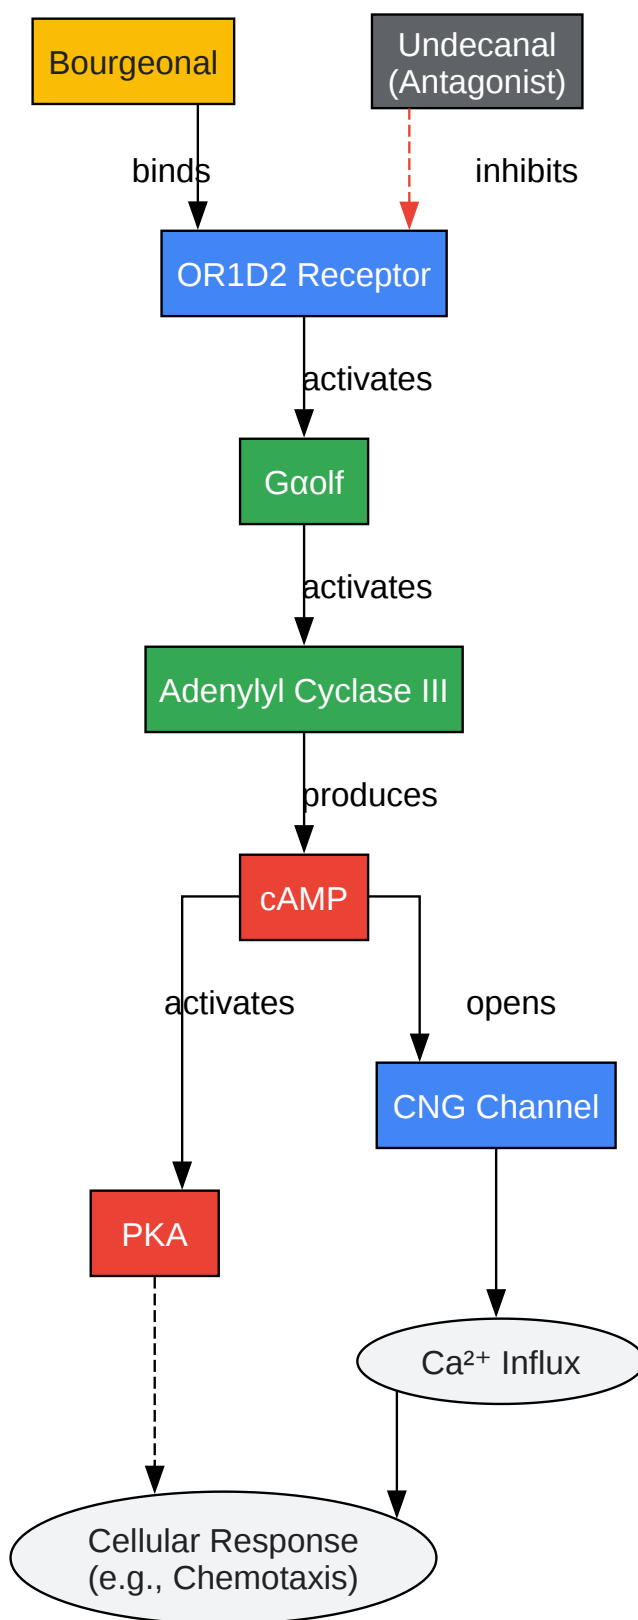 Bourgeonal
Undecanal
(Antagonist)
binds
inhibits
OR1D2 Receptor
activates
Gαolf
activates
Adenylyl Cyclase III
produces
cAMP
activates
opens
CNG Channel
PKA
Ca²⁺ Influx
Cellular Response
(e.g., Chemotaxis)